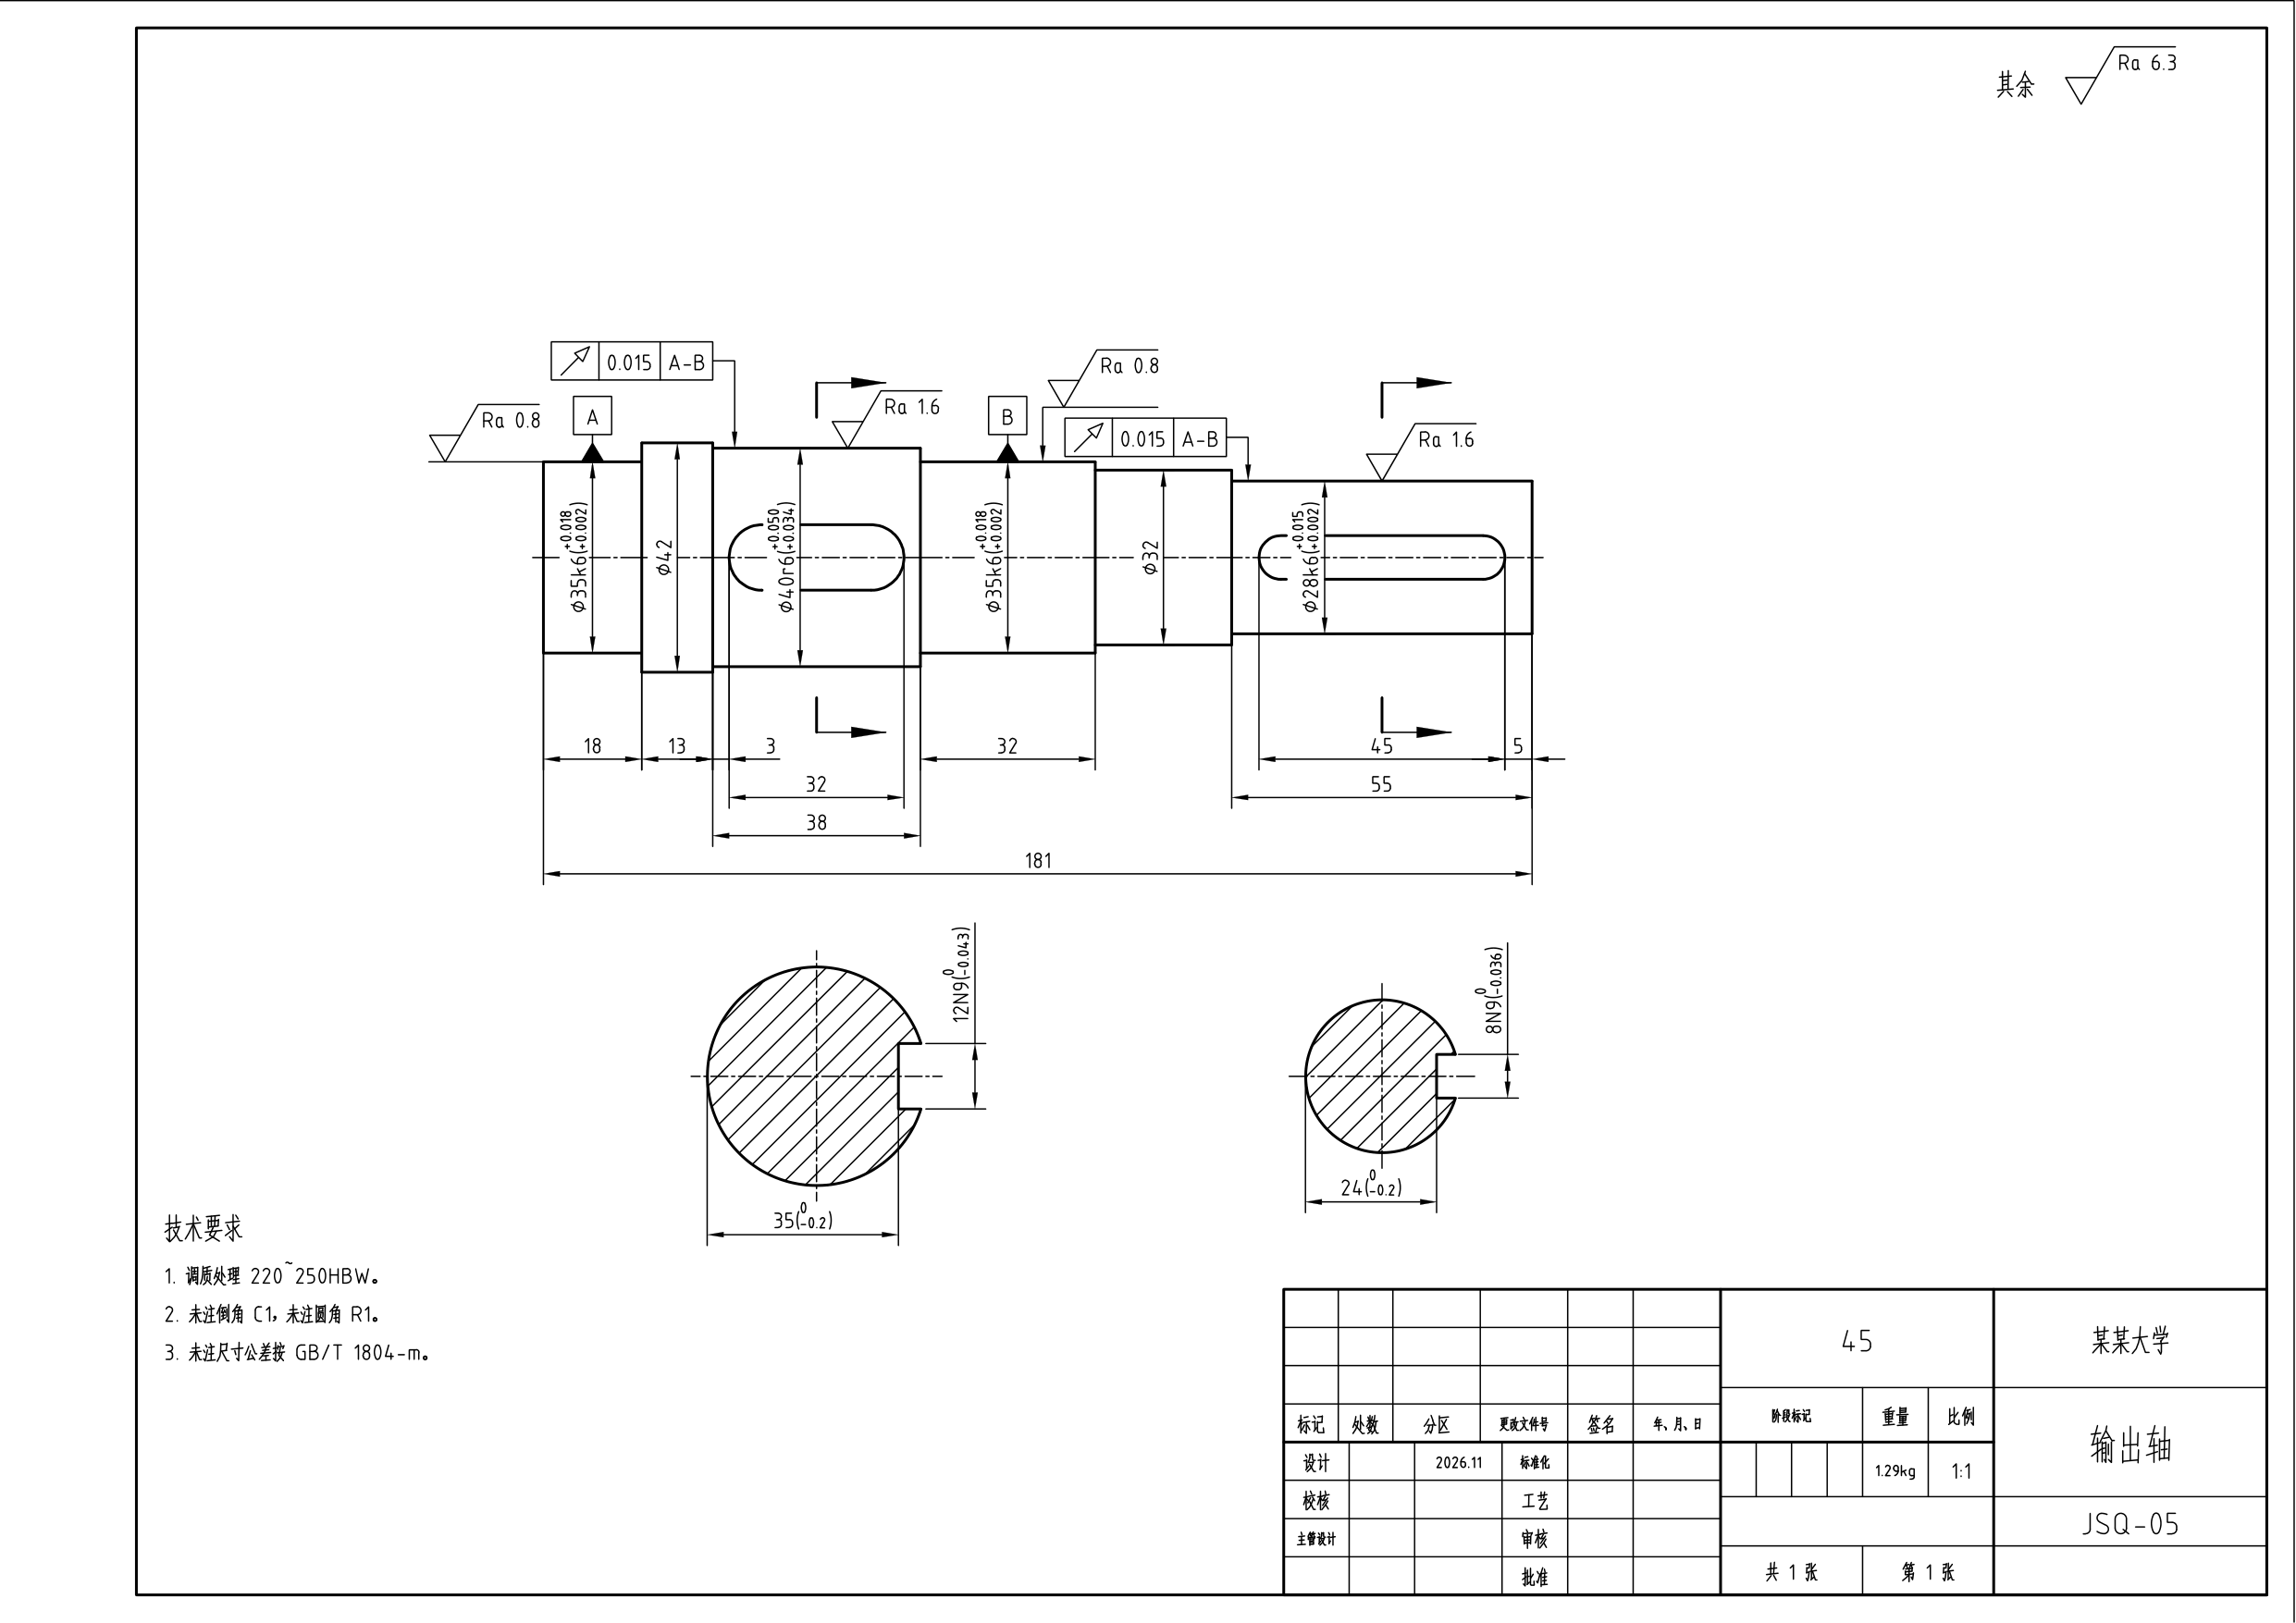 其余 Ra 6.3
0.015 A-B
Ra 0.8
A
Ra 1.6
B
Ra 0.8
0.015 A-B
Ra 1.6
ϕ35k6(+0.018 +0.002)
ϕ42
ϕ40r6(+0.050 +0.034)
ϕ35k6(+0.018 +0.002)
ϕ32
ϕ28k6(+0.015 +0.002)
18 13 3 32 45 5
32 55
38
181
12N9(0 -0.043)
8N9(0 -0.036)
35(0 -0.2)
24(0 -0.2)
技术要求
1. 调质处理 220~250HBW。
2. 未注倒角 C1，未注圆角 R1。
3. 未注尺寸公差按 GB/T 1804-m。
45
某某大学
标记 处数 分区 更改文件号 签名 年、月、日
阶段标记 重量 比例
设计 2026.11 标准化
1.29kg 1:1
输出轴
校核 工艺
主管设计 审核
JSQ-05
批准
共 1 张 第 1 张